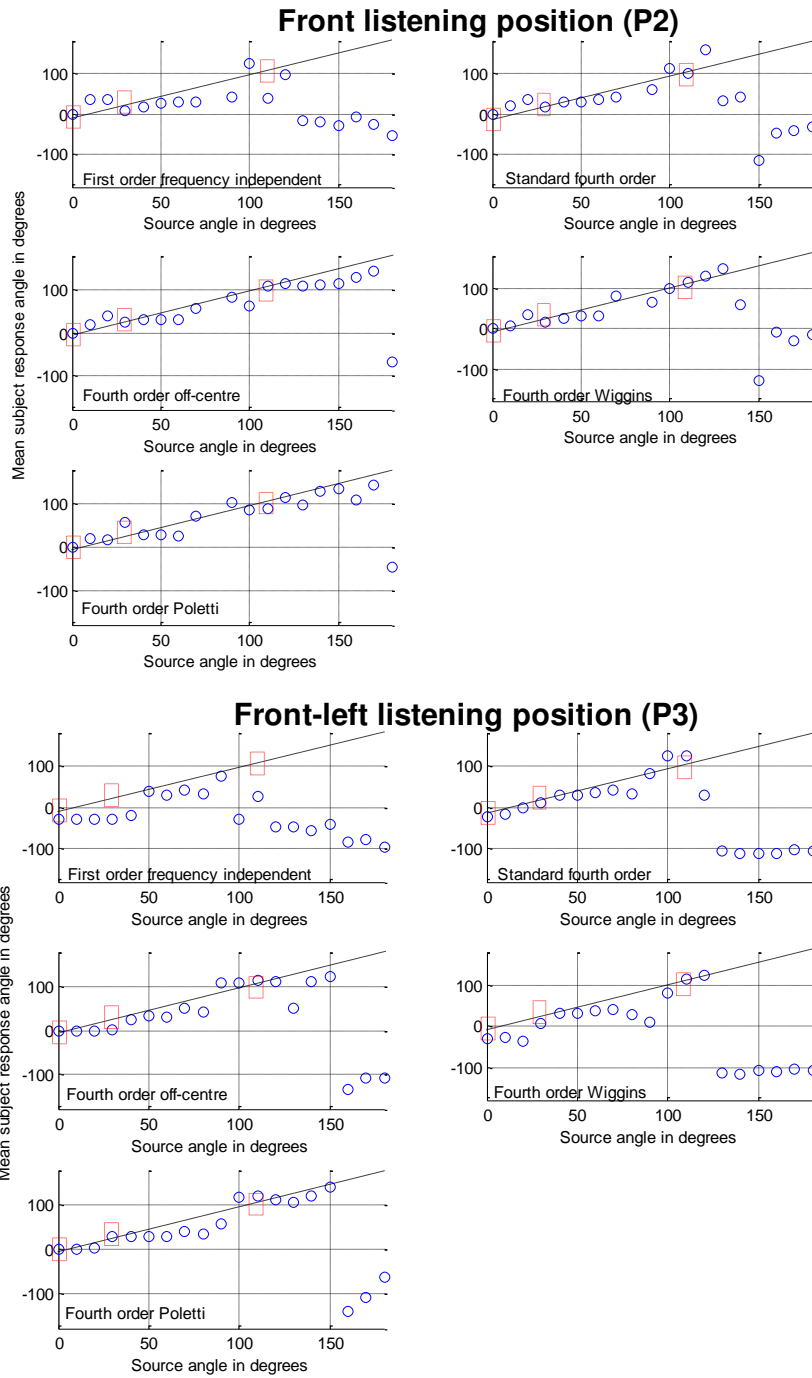 Front listening position (P2)
100
0
-100
First order frequency independent
0 50 100 150
Source angle in degrees
100
0
-100
Standard fourth order
0 50 100 150
Source angle in degrees
Mean subject response angle in degrees
100
0
-100
Fourth order off-centre
0 50 100 150
Source angle in degrees
100
0
-100
Fourth order Wiggins
0 50 100 150
Source angle in degrees
100
0
-100
Fourth order Poletti
0 50 100 150
Source angle in degrees
Front-left listening position (P3)
100
0
-100
First order frequency independent
0 50 100 150
Source angle in degrees
100
0
-100
Standard fourth order
0 50 100 150
Source angle in degrees
Mean subject response angle in degrees
100
0
-100
Fourth order off-centre
0 50 100 150
Source angle in degrees
100
0
-100
Fourth order Wiggins
0 50 100 150
Source angle in degrees
100
0
-100
Fourth order Poletti
0 50 100 150
Source angle in degrees